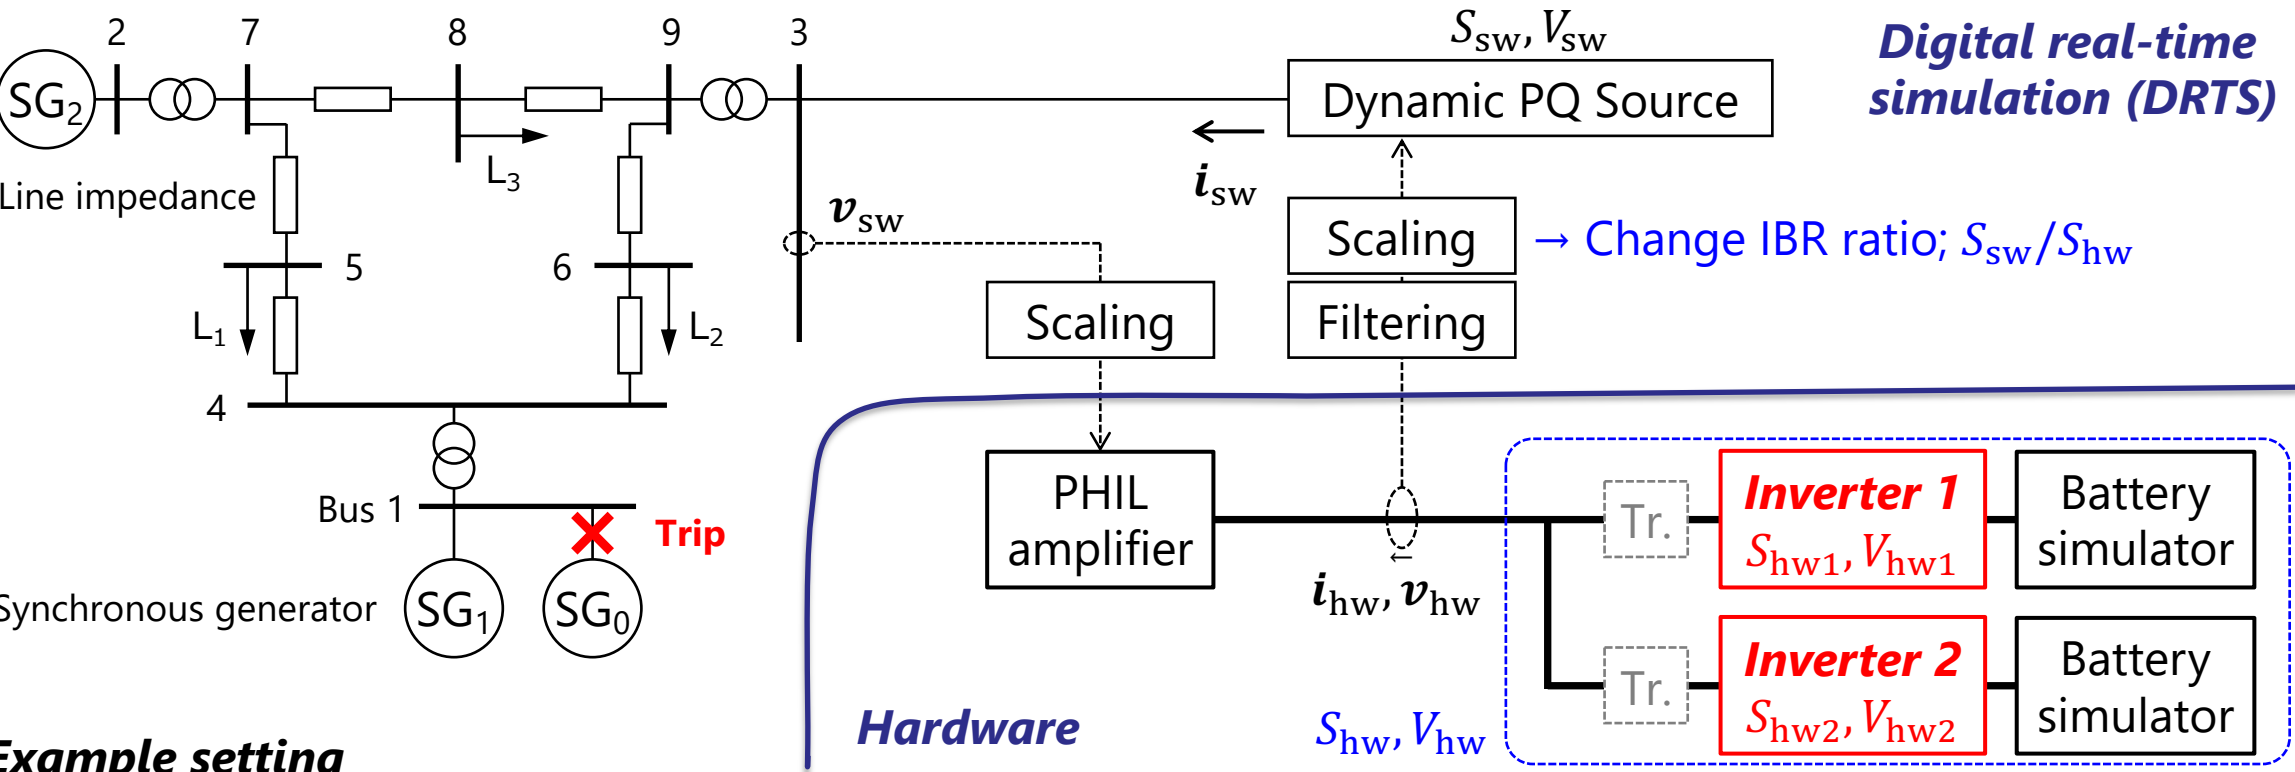 2
7
8
9
3
S_sw, V_sw
Digital real-time
simulation (DRTS)
SG₂
Dynamic PQ Source
L₃
i_sw
Line impedance
v_sw
Scaling
→ Change IBR ratio; S_sw/S_hw
5
6
L₁
L₂
Scaling
Filtering
4
PHIL
amplifier
Bus 1
Trip
SG₁
SG₀
Synchronous generator
i_hw, v_hw
←
Tr.
Inverter 1
S_hw1, V_hw1
Battery
simulator
Tr.
Inverter 2
S_hw2, V_hw2
Battery
simulator
Hardware
S_hw, V_hw
Example setting